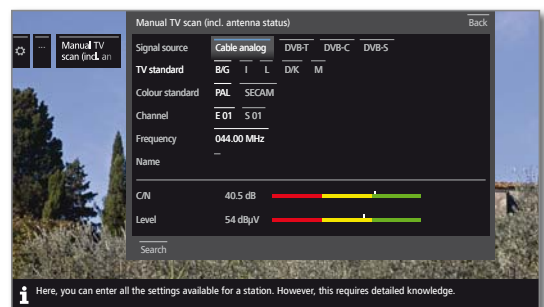 Manual TV scan (incl. antenna status) Back
...
Manual TV
scan (incl. an
Signal source Cable analog DVB-T DVB-C DVB-S
TV standard B/G I L D/K M
Colour standard PAL SECAM
Channel E 01 S 01
Frequency 044.00 MHz
Name –
C/N 40.5 dB
Level 54 dBµV
Search
Here, you can enter all the settings available for a station. However, this requires detailed knowledge.